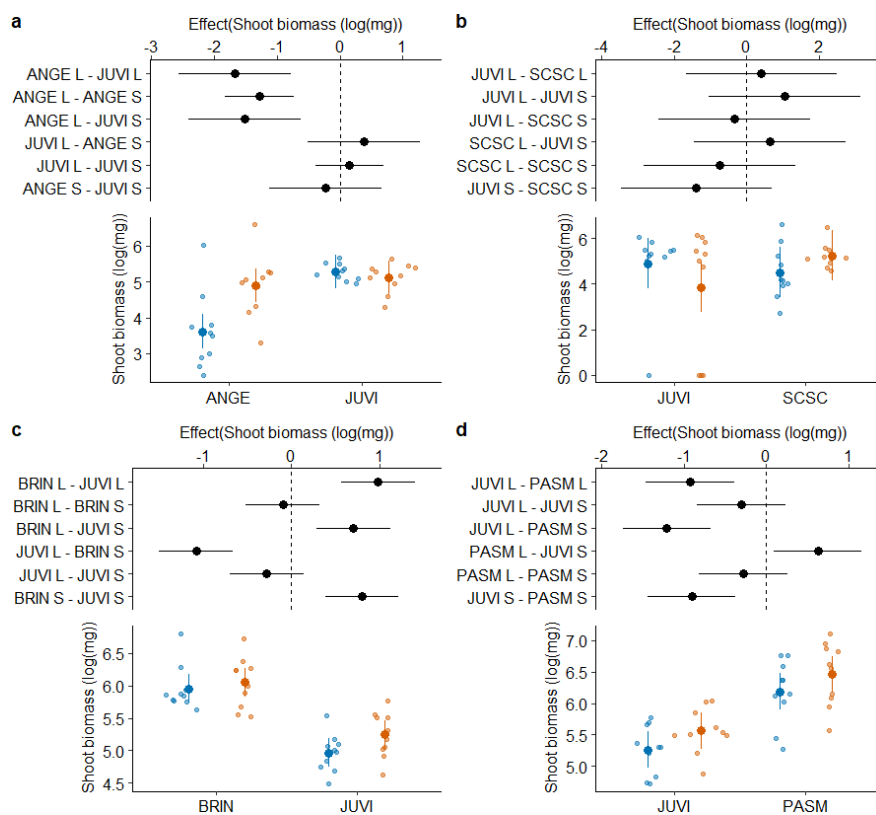 a
Effect(Shoot biomass (log(mg))
-3 -2 -1 0 1
ANGE L - JUVI L
ANGE L - ANGE S
ANGE L - JUVI S
JUVI L - ANGE S
JUVI L - JUVI S
ANGE S - JUVI S
Shoot biomass (log(mg))
6
5
4
3
ANGE JUVI
b
Effect(Shoot biomass (log(mg))
-4 -2 0 2
JUVI L - SCSC L
JUVI L - JUVI S
JUVI L - SCSC S
SCSC L - JUVI S
SCSC L - SCSC S
JUVI S - SCSC S
Shoot biomass (log(mg))
6
4
2
0
JUVI SCSC
c
Effect(Shoot biomass (log(mg))
-1 0 1
BRIN L - JUVI L
BRIN L - BRIN S
BRIN L - JUVI S
JUVI L - BRIN S
JUVI L - JUVI S
BRIN S - JUVI S
Shoot biomass (log(mg))
6.5
6.0
5.5
5.0
4.5
BRIN JUVI
d
Effect(Shoot biomass (log(mg))
-2 -1 0 1
JUVI L - PASM L
JUVI L - JUVI S
JUVI L - PASM S
PASM L - JUVI S
PASM L - PASM S
JUVI S - PASM S
Shoot biomass (log(mg))
7.0
6.5
6.0
5.5
5.0
JUVI PASM